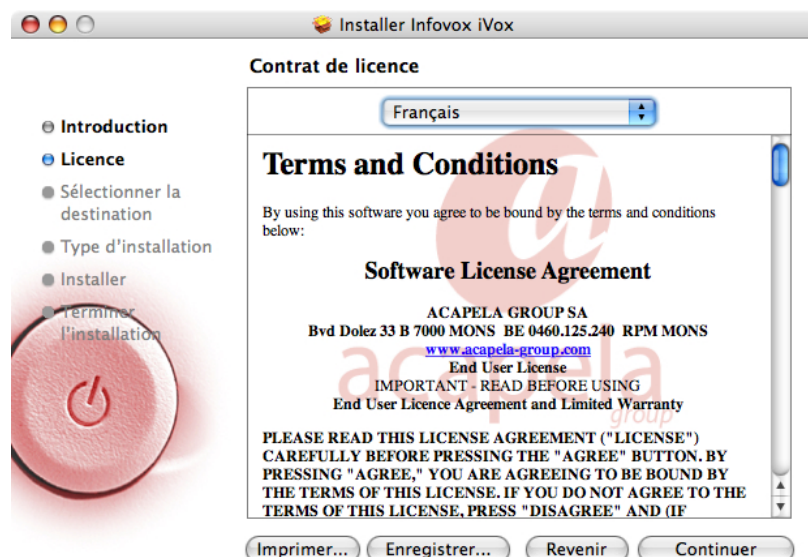 Installer Infovox iVox
Contrat de licence
Introduction
Licence
Sélectionner la
destination
Type d'installation
Installer
Terminer
l'installation
Français
Terms and Conditions
By using this software you agree to be bound by the terms and conditions
below:
Software License Agreement
ACAPELA GROUP SA
Bvd Dolez 33 B 7000 MONS BE 0460.125.240 RPM MONS
www.acapela-group.com
End User License
IMPORTANT - READ BEFORE USING
End User Licence Agreement and Limited Warranty
PLEASE READ THIS LICENSE AGREEMENT ("LICENSE")
CAREFULLY BEFORE PRESSING THE "AGREE" BUTTON. BY
PRESSING "AGREE," YOU ARE AGREEING TO BE BOUND BY
THE TERMS OF THIS LICENSE. IF YOU DO NOT AGREE TO THE
TERMS OF THIS LICENSE, PRESS "DISAGREE" AND (IF
acapela
group
Imprimer... Enregistrer... Revenir Continuer